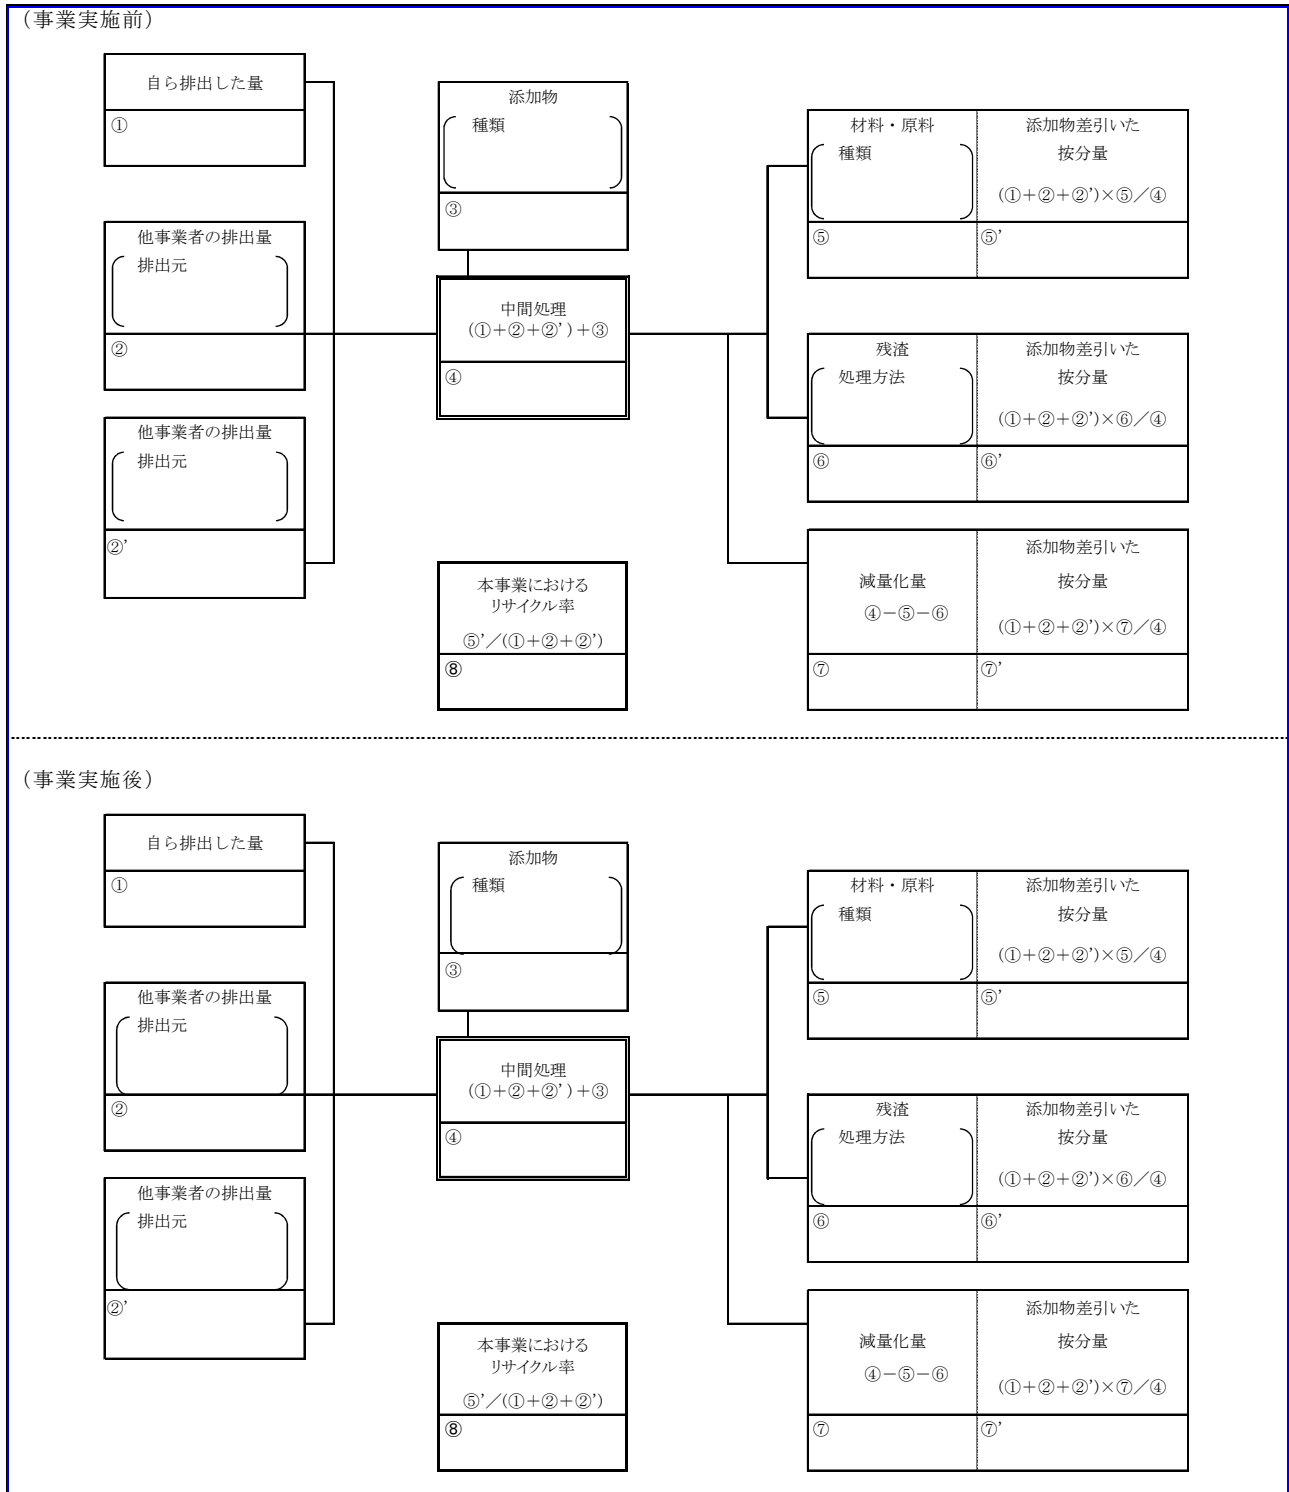 （事業実施前）
自ら排出した量
①
他事業者の排出量
排出元
②
他事業者の排出量
排出元
②’
添加物
種類
③
中間処理
(①＋②＋②’)＋③
④
本事業における
リサイクル率
⑤’／(①＋②＋②’)
⑧
材料・原料
種類
⑤
添加物差引いた
按分量
(①＋②＋②’)×⑤／④
⑤’
残渣
処理方法
⑥
添加物差引いた
按分量
(①＋②＋②’)×⑥／④
⑥’
減量化量
④－⑤－⑥
⑦
添加物差引いた
按分量
(①＋②＋②’)×⑦／④
⑦’
（事業実施後）
自ら排出した量
①
他事業者の排出量
排出元
②
他事業者の排出量
排出元
②’
添加物
種類
③
中間処理
(①＋②＋②’)＋③
④
本事業における
リサイクル率
⑤’／(①＋②＋②’)
⑧
材料・原料
種類
⑤
添加物差引いた
按分量
(①＋②＋②’)×⑤／④
⑤’
残渣
処理方法
⑥
添加物差引いた
按分量
(①＋②＋②’)×⑥／④
⑥’
減量化量
④－⑤－⑥
⑦
添加物差引いた
按分量
(①＋②＋②’)×⑦／④
⑦’